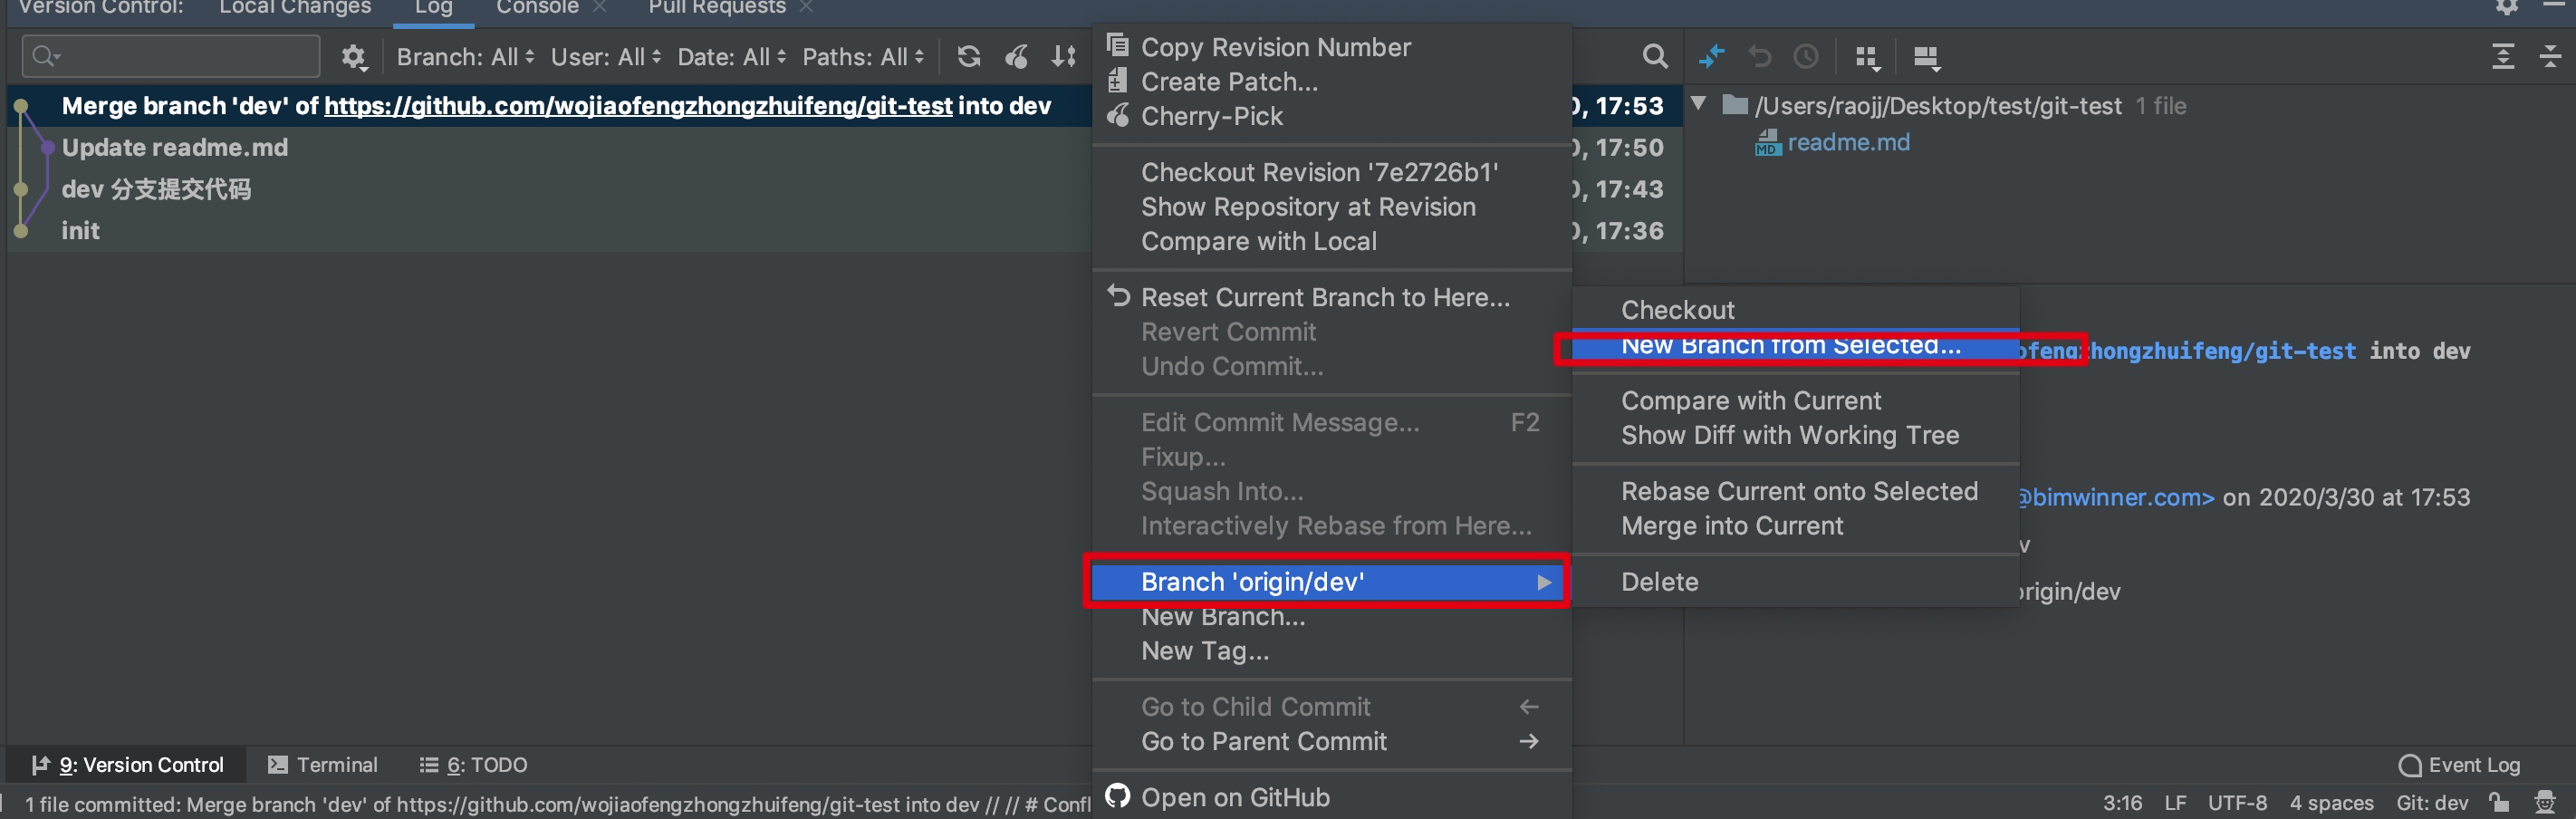 Version Control: Local Changes Log Console Pull Requests
Branch: All User: All Date: All Paths: All
Merge branch 'dev' of https://github.com/wojiaofengzhongzhuifeng/git-test into dev
, 17:53
Update readme.md
, 17:50
dev 分支提交代码
, 17:43
init
, 17:36
Copy Revision Number
Create Patch...
Cherry-Pick
Checkout Revision '7e2726b1'
Show Repository at Revision
Compare with Local
Reset Current Branch to Here...
Revert Commit
Undo Commit...
Edit Commit Message... F2
Fixup...
Squash Into...
Interactively Rebase from Here...
Branch 'origin/dev'
New Branch...
New Tag...
Go to Child Commit
Go to Parent Commit
Open on GitHub
Checkout
New Branch from Selected...
Compare with Current
Show Diff with Working Tree
Rebase Current onto Selected
Merge into Current
Delete
/Users/raojj/Desktop/test/git-test 1 file
MD readme.md
ofengzhongzhuifeng/git-test into dev
@bimwinner.com> on 2020/3/30 at 17:53
v
origin/dev
9: Version Control Terminal 6: TODO
Event Log
1 file committed: Merge branch 'dev' of https://github.com/wojiaofengzhongzhuifeng/git-test into dev // // # Confl
3:16 LF UTF-8 4 spaces Git: dev